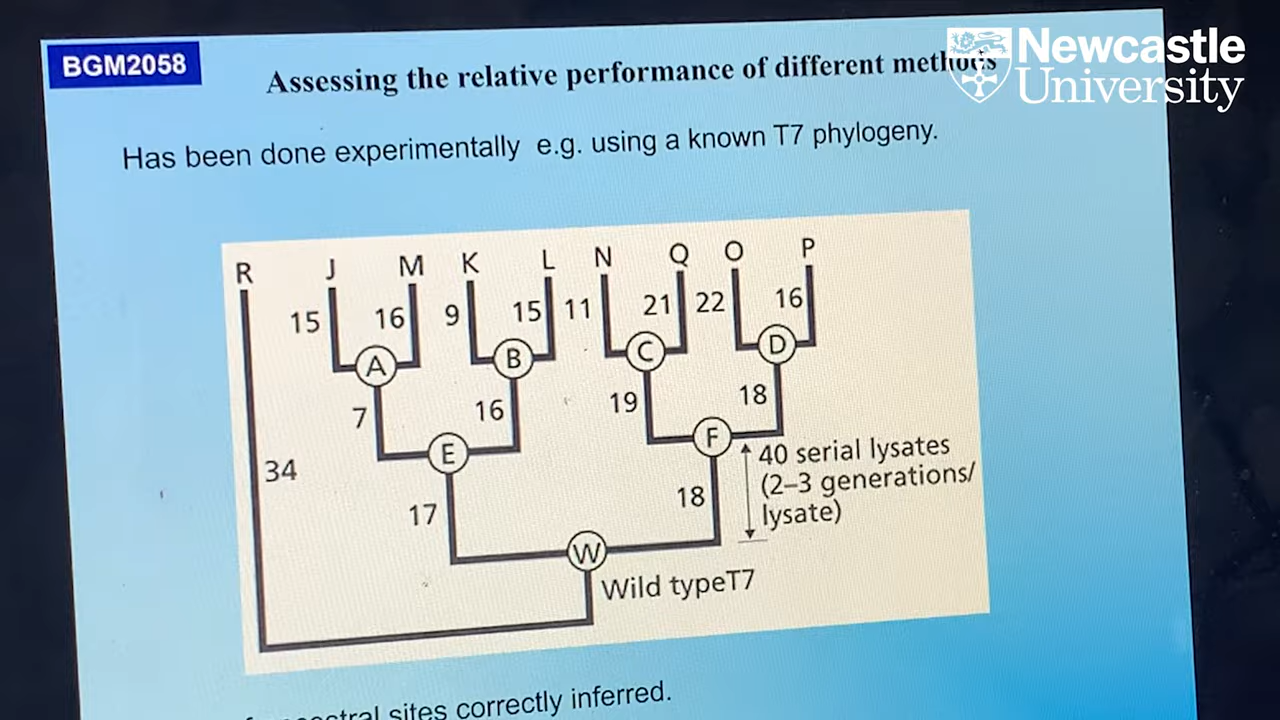 BGM2058
Assessing the relative performance of different methods
Newcastle
University
Has been done experimentally e.g. using a known T7 phylogeny.
R J M K L N Q O P
15 16 9 15 11 21 22 16
A B C D
7 16 19 18
E F
34
17 18
40 serial lysates
(2–3 generations/
lysate)
W
Wild typeT7
sites correctly inferred.